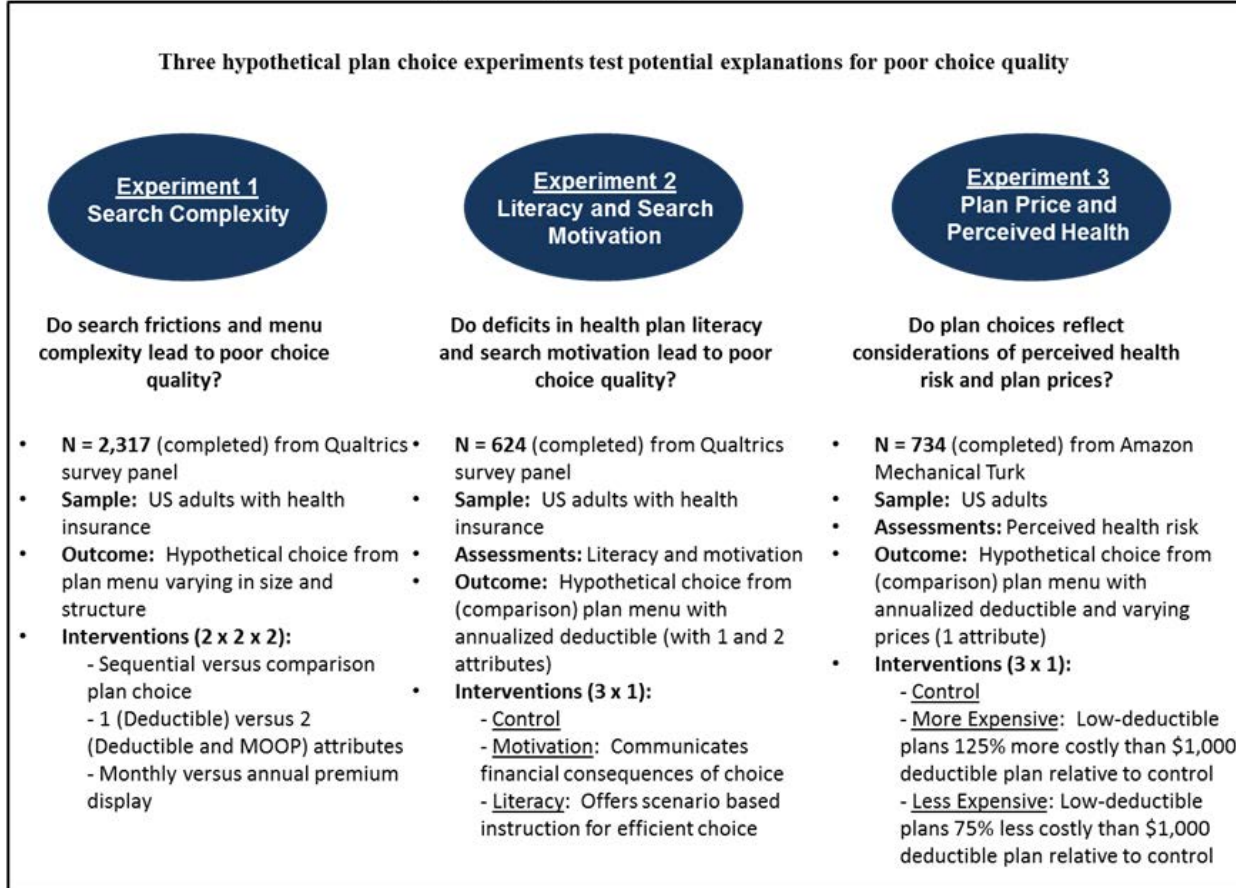 Three hypothetical plan choice experiments test potential explanations for poor choice quality
Experiment 1
Search Complexity
Do search frictions and menu
complexity lead to poor choice
quality?
• N = 2,317 (completed) from Qualtrics
survey panel
• Sample: US adults with health
insurance
• Outcome: Hypothetical choice from
plan menu varying in size and
structure
• Interventions (2 x 2 x 2):
- Sequential versus comparison
plan choice
- 1 (Deductible) versus 2
(Deductible and MOOP) attributes
- Monthly versus annual premium
display
Experiment 2
Literacy and Search
Motivation
Do deficits in health plan literacy
and search motivation lead to poor
choice quality?
• N = 624 (completed) from Qualtrics
survey panel
• Sample: US adults with health
insurance
• Assessments: Literacy and motivation
• Outcome: Hypothetical choice from
(comparison) plan menu with
annualized deductible (with 1 and 2
attributes)
• Interventions (3 x 1):
- Control
- Motivation: Communicates
financial consequences of choice
- Literacy: Offers scenario based
instruction for efficient choice
Experiment 3
Plan Price and
Perceived Health
Do plan choices reflect
considerations of perceived health
risk and plan prices?
• N = 734 (completed) from Amazon
Mechanical Turk
• Sample: US adults
• Assessments: Perceived health risk
• Outcome: Hypothetical choice from
(comparison) plan menu with
annualized deductible and varying
prices (1 attribute)
• Interventions (3 x 1):
- Control
- More Expensive: Low-deductible
plans 125% more costly than $1,000
deductible plan relative to control
- Less Expensive: Low-deductible
plans 75% less costly than $1,000
deductible plan relative to control